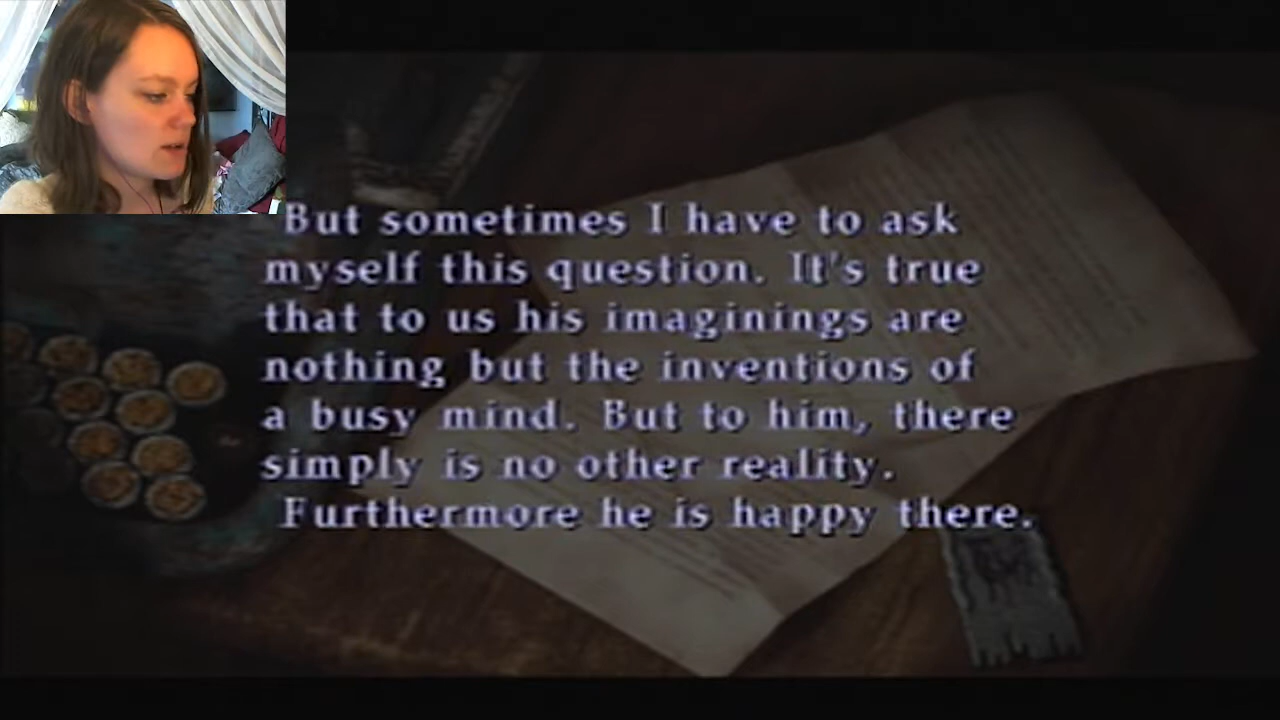 But sometimes I have to ask
myself this question. It's true
that to us his imaginings are
nothing but the inventions of
a busy mind. But to him, there
simply is no other reality.
Furthermore he is happy there.